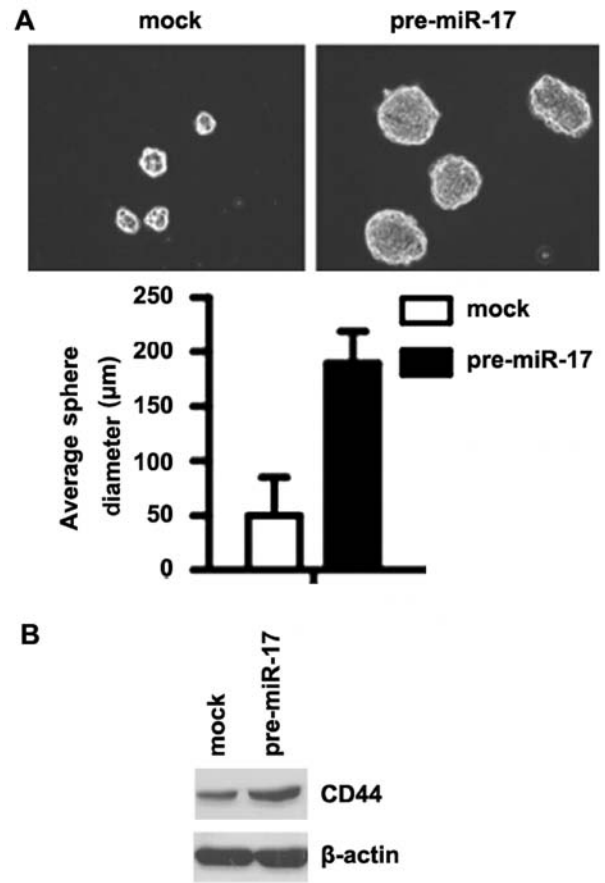 A
mock
pre-miR-17
Average sphere
diameter (µm)
250
200
150
100
50
0
mock
pre-miR-17
B
mock
pre-miR-17
CD44
β-actin